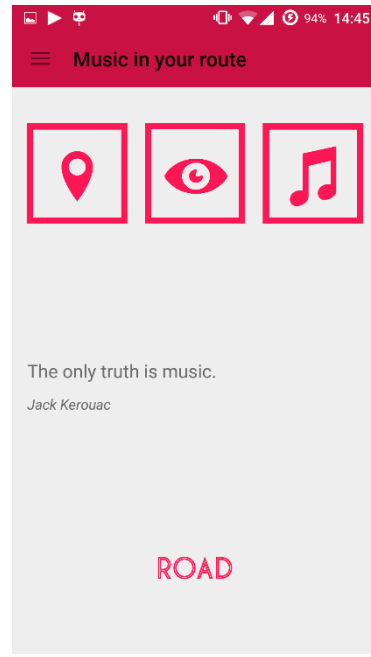 94% 14:45
Music in your route
The only truth is music.
Jack Kerouac
ROAD